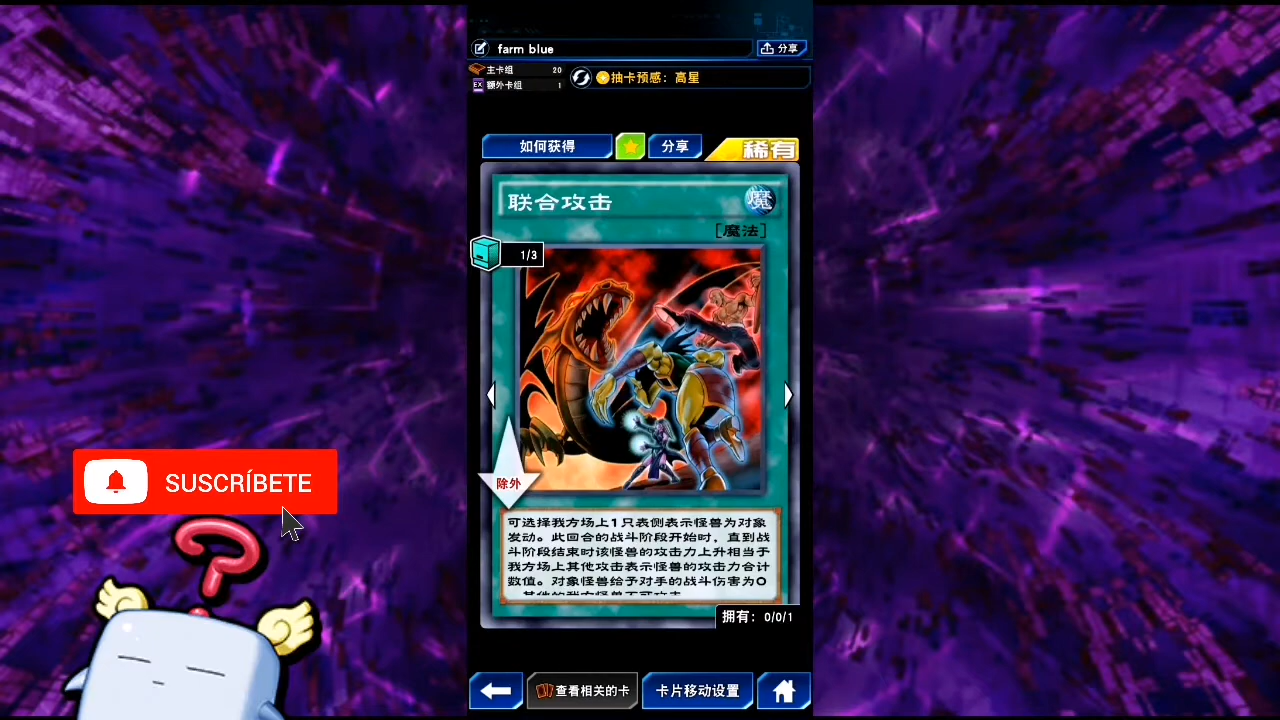 farm blue
分享
主卡组 20
EX 额外卡组 1
抽卡预感：高星
如何获得
分享
稀有
联合攻击
魔
[魔法]
1/3
除外
可选择我方场上1只表侧表示怪兽为对象
发动。此回合的战斗阶段开始时，直到战
斗阶段结束时该怪兽的攻击力上升相当于
我方场上其他攻击表示怪兽的攻击力合计
数值。对象怪兽给予对手的战斗伤害为0
拥有：0/0/1
SUSCRÍBETE
查看相关的卡
卡片移动设置